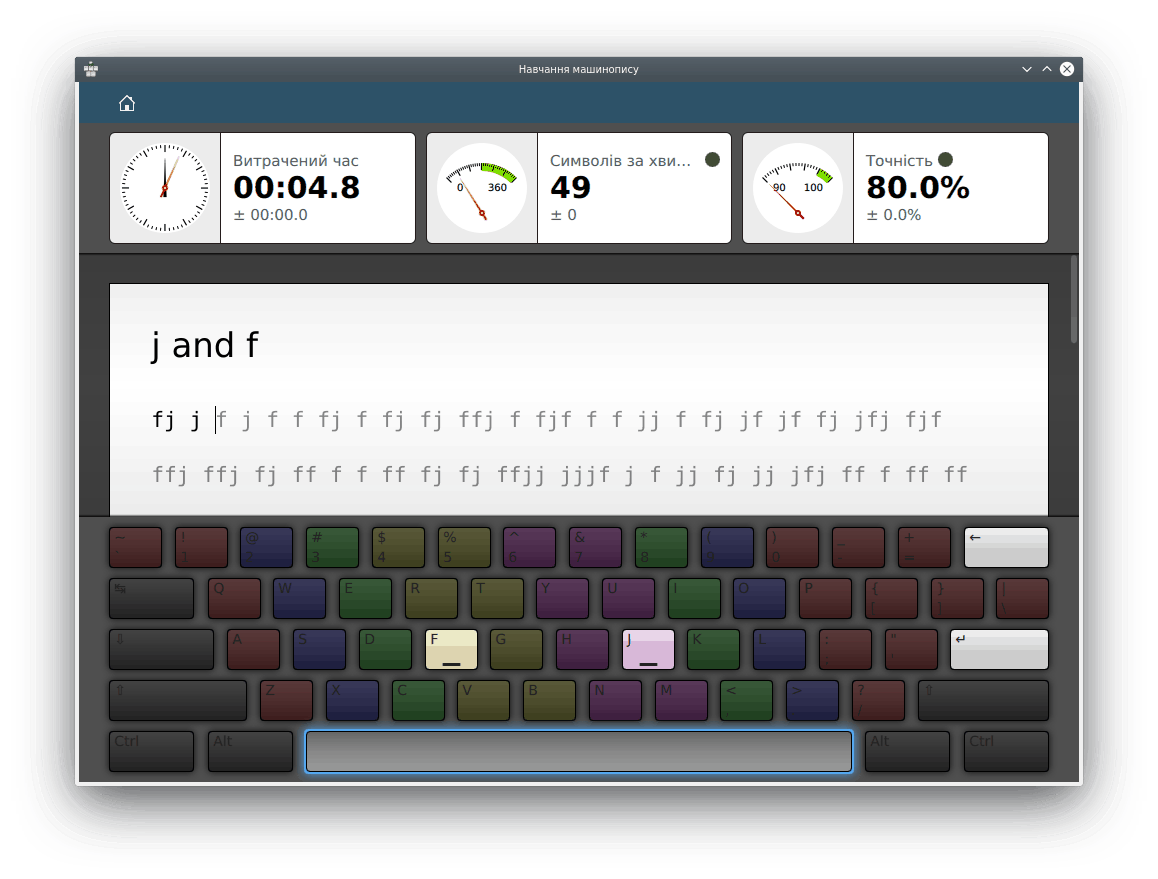 Навчання машинопису
Витрачений час
00:04.8
± 00:00.0
0 360
Символів за хви...
49
± 0
90 100
Точність
80.0%
± 0.0%
j and f
fj j f j f f fj f fj fj ffj f fjf f f jj f fj jf jf fj jfj fjf
ffj ffj fj ff f f ff fj fj ffjj jjjf j f jj fj jj jfj ff f ff ff
~ ! @ # $ % ^ & * ( ) _ + ←
1 2 3 4 5 6 7 8 9 0 - =
↹ Q W E R T Y U I O P { } |
[ ] \
⇩ A S D F G H J K L : " ↵
⇧ Z X C V B N M < > ? ⇧
/
Ctrl Alt Alt Ctrl